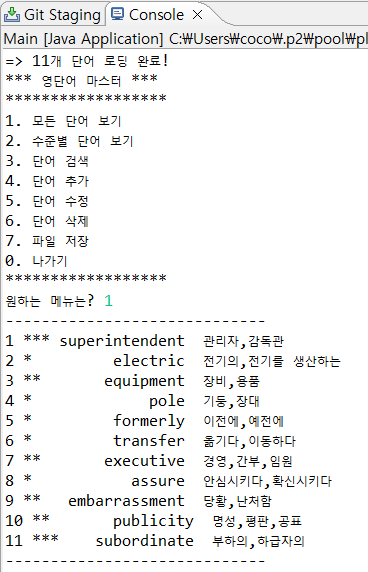 Git Staging Console
Main [Java Application] C:₩Users₩coco₩.p2₩pool₩pl
=> 11개 단어 로딩 완료!
*** 영단어 마스터 ***
******************
1. 모든 단어 보기
2. 수준별 단어 보기
3. 단어 검색
4. 단어 추가
5. 단어 수정
6. 단어 삭제
7. 파일 저장
0. 나가기
******************
원하는 메뉴는? 1
-----------------------------
1 *** superintendent 관리자,감독관
2 * electric 전기의,전기를 생산하는
3 ** equipment 장비,용품
4 * pole 기둥,장대
5 * formerly 이전에,예전에
6 * transfer 옮기다,이동하다
7 ** executive 경영,간부,임원
8 * assure 안심시키다,확신시키다
9 ** embarrassment 당황,난처함
10 ** publicity 명성,평판,공표
11 *** subordinate 부하의,하급자의
-----------------------------